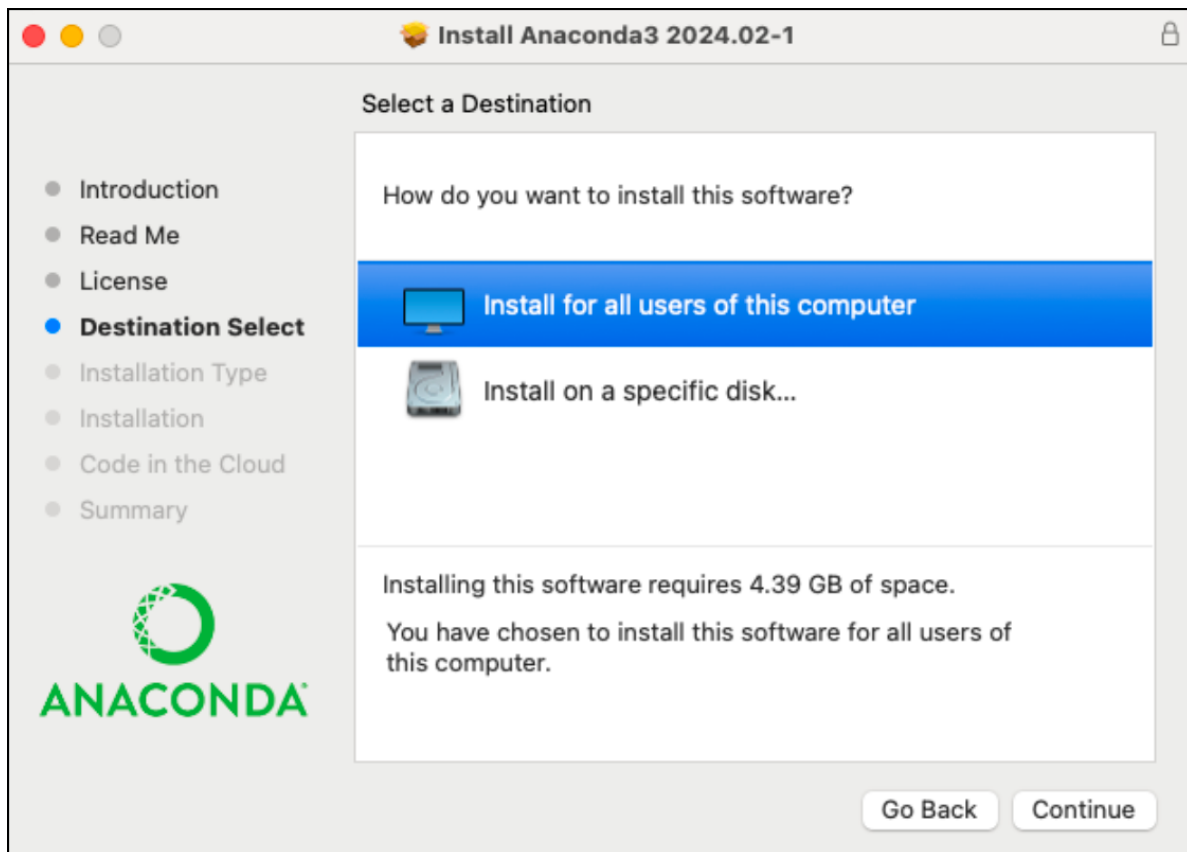 Install Anaconda3 2024.02-1
Select a Destination
Introduction
Read Me
License
Destination Select
Installation Type
Installation
Code in the Cloud
Summary
ANACONDA
How do you want to install this software?
Install for all users of this computer
Install on a specific disk...
Installing this software requires 4.39 GB of space.
You have chosen to install this software for all users of
this computer.
Go Back
Continue